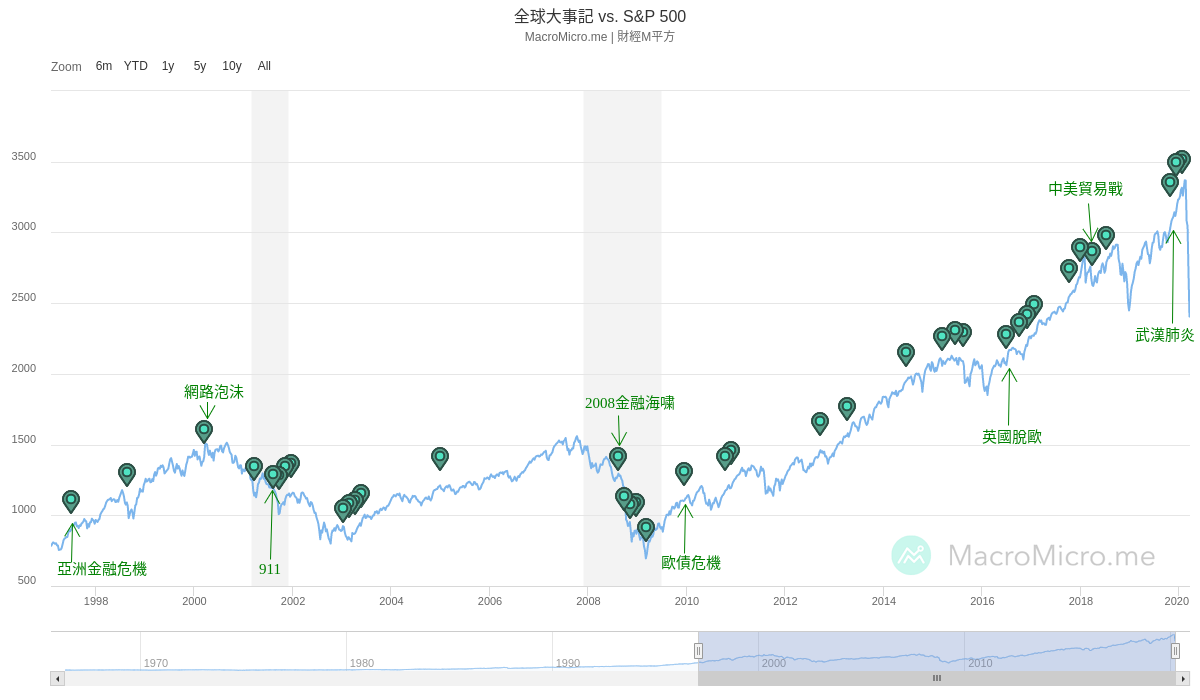 全球大事記 vs. S&P 500
MacroMicro.me | 財經M平方
Zoom 6m YTD 1y 5y 10y All
3500
中美貿易戰
3000
2500
武漢肺炎
2000
網路泡沫
2008金融海嘯
1500
英國脫歐
1000
MacroMicro.me
歐債危機
亞洲金融危機
911
500
1998 2000 2002 2004 2006 2008 2010 2012 2014 2016 2018 2020
1970 1980 1990 2000 2010